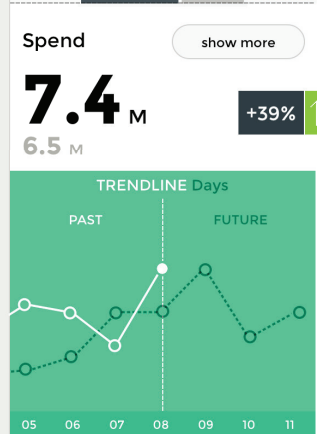 Spend
show more
7.4 M
+39%
6.5 M
TRENDLINE Days
PAST
FUTURE
05 06 07 08 09 10 11